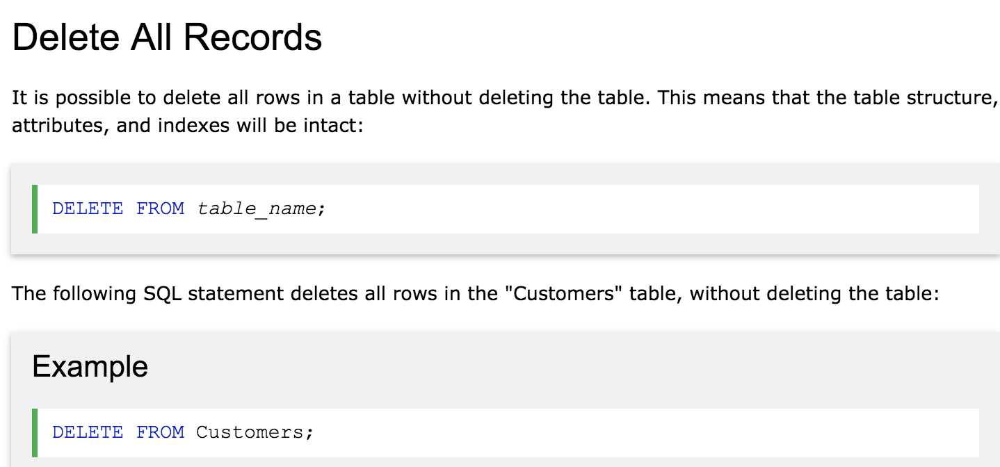 Delete All Records
It is possible to delete all rows in a table without deleting the table. This means that the table structure,
attributes, and indexes will be intact:
DELETE FROM table_name;
The following SQL statement deletes all rows in the "Customers" table, without deleting the table:
Example
DELETE FROM Customers;